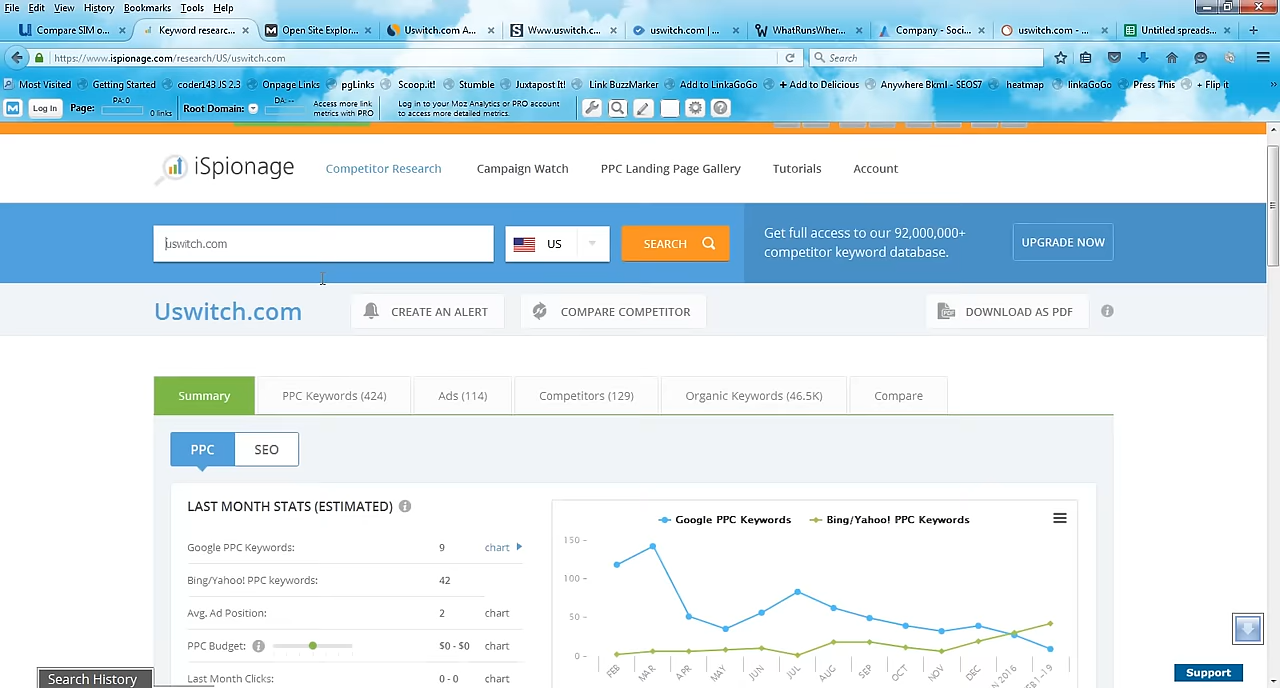 File Edit View History Bookmarks Tools Help
Compare SIM o... Keyword researc... Open Site Explor... Uswitch.com A... Www.uswitch.c... uswitch.com | ... WhatRunsWher... Company - Soci... uswitch.com - ... Untitled spreads...
https://www.ispionage.com/research/US/uswitch.com Search
Most Visited Getting Started coder143 JS 2.3 Onpage Links pgLinks Scoop.it! Stumble Juxtapost It! Link BuzzMarker Add to LinkaGoGo + Add to Delicious Anywhere Bkml - SEOS7 heatmap linkaGoGo Press This + Flip it
Log In Page: DA: 0 0 links Root Domain: DA: -- Access more link metrics with PRO Log in to your Moz Analytics or PRO account to access more detailed metrics.
iSpionage Competitor Research Campaign Watch PPC Landing Page Gallery Tutorials Account
uswitch.com US SEARCH Get full access to our 92,000,000+ competitor keyword database. UPGRADE NOW
Uswitch.com CREATE AN ALERT COMPARE COMPETITOR DOWNLOAD AS PDF
Summary PPC Keywords (424) Ads (114) Competitors (129) Organic Keywords (46.5K) Compare
PPC SEO
LAST MONTH STATS (ESTIMATED)
Google PPC Keywords: 9 chart
Bing/Yahoo! PPC keywords: 42
Avg. Ad Position: 2 chart
PPC Budget: $0 - $0 chart
Last Month Clicks: 0 - 0 chart
Google PPC Keywords Bing/Yahoo! PPC Keywords
150
100
50
0
FEB MAR APR MAY JUN JUL AUG SEP OCT NOV DEC
Search History
Support